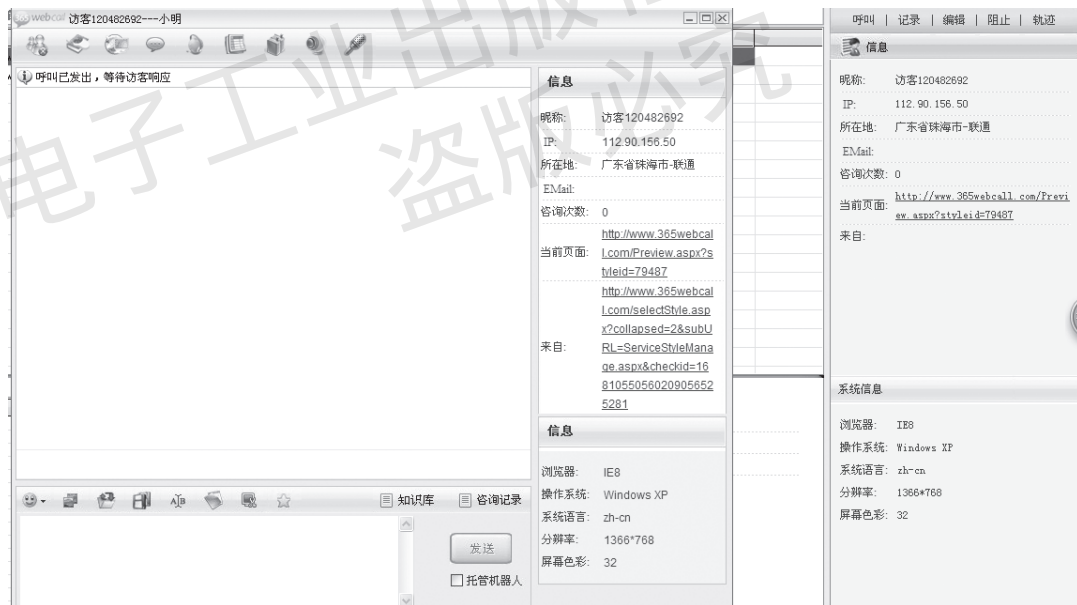 365webcall 访客120482692---小明
呼叫已发出，等待访客响应
信息
昵称: 访客120482692
IP: 112.90.156.50
所在地: 广东省珠海市-联通
EMail:
咨询次数: 0
当前页面:
http://www.365webcal
l.com/Preview.aspx?s
tyleid=79487
来自:
http://www.365webcal
l.com/selectStyle.asp
x?collapsed=2&subU
RL=ServiceStyleMana
ge.aspx&checkid=16
81055056020905652
5281
信息
浏览器: IE8
操作系统: Windows XP
系统语言: zh-cn
分辨率: 1366*768
屏幕色彩: 32
知识库 咨询记录
发送
托管机器人
呼叫 | 记录 | 编辑 | 阻止 | 轨迹
信息
昵称: 访客120482692
IP: 112.90.156.50
所在地: 广东省珠海市-联通
EMail:
咨询次数: 0
当前页面:
http://www.365webcall.com/Previ
ew.aspx?styleid=79487
来自:
系统信息
浏览器: IE8
操作系统: Windows XP
系统语言: zh-cn
分辨率: 1366*768
屏幕色彩: 32
电子工业出版
盗版必究